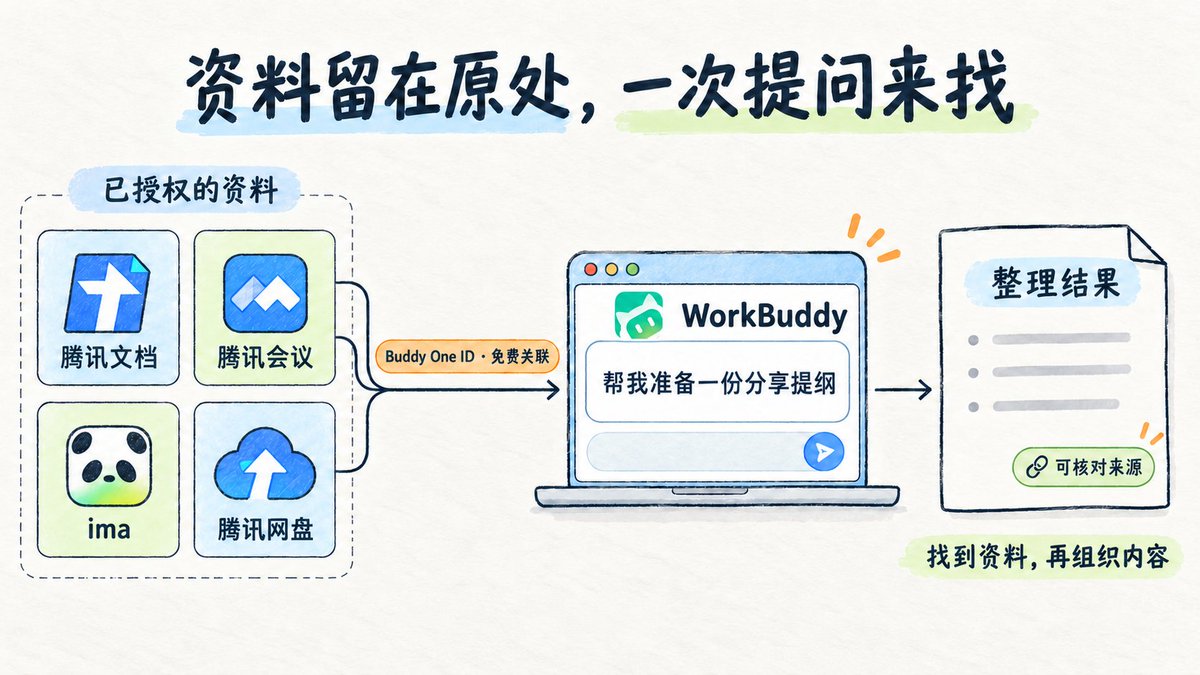 资料留在原处，一次提问来找
已授权的资料
腾讯文档
腾讯会议
ima
腾讯网盘
Buddy One ID · 免费关联
WorkBuddy
帮我准备一份分享提纲
整理结果
可核对来源
找到资料，再组织内容